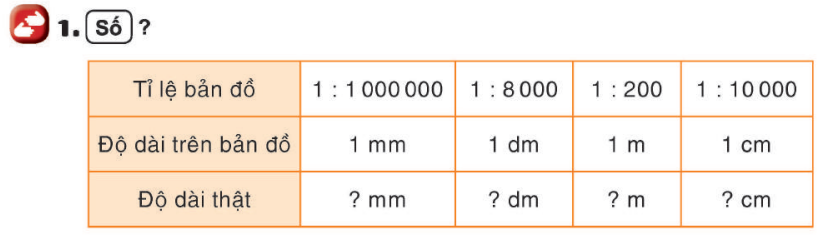 1. Số ?
Tỉ lệ bản đồ 1 : 1 000 000 1 : 8 000 1 : 200 1 : 10 000
Độ dài trên bản đồ 1 mm 1 dm 1 m 1 cm
Độ dài thật ? mm ? dm ? m ? cm